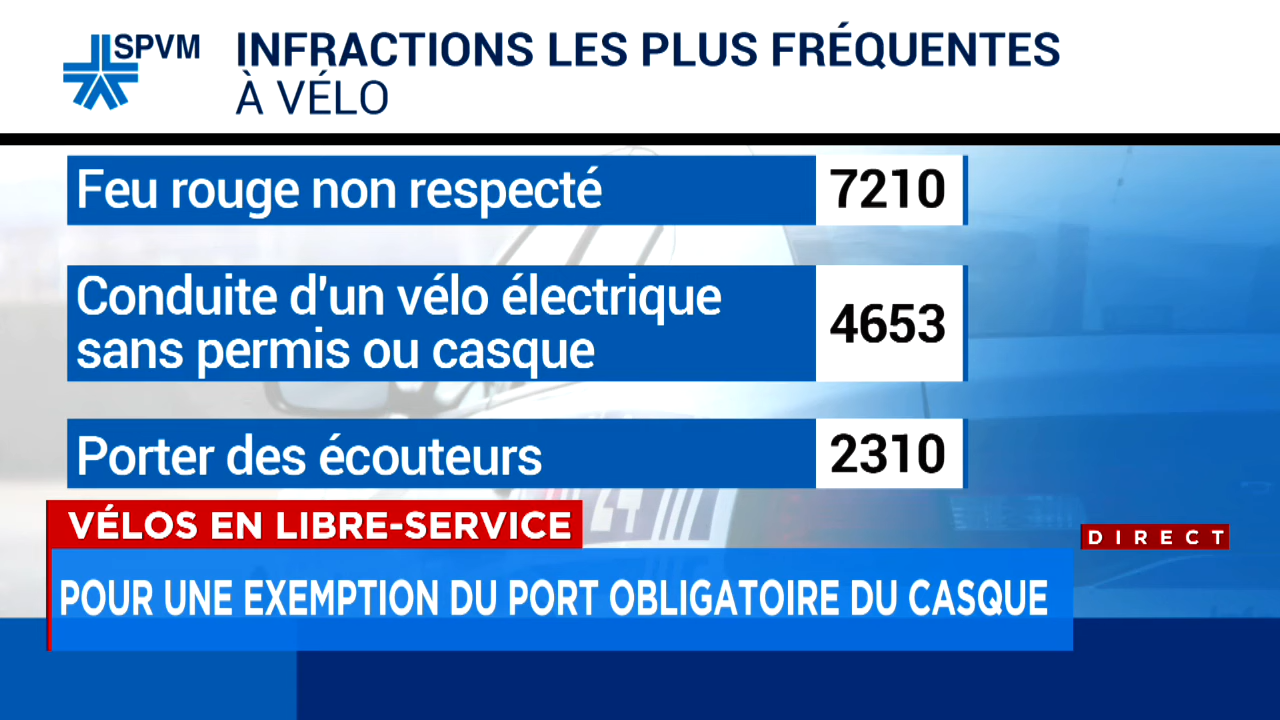 SPVM
INFRACTIONS LES PLUS FRÉQUENTES
À VÉLO
Feu rouge non respecté
7210
Conduite d'un vélo électrique
sans permis ou casque
4653
Porter des écouteurs
2310
VÉLOS EN LIBRE-SERVICE
DIRECT
POUR UNE EXEMPTION DU PORT OBLIGATOIRE DU CASQUE